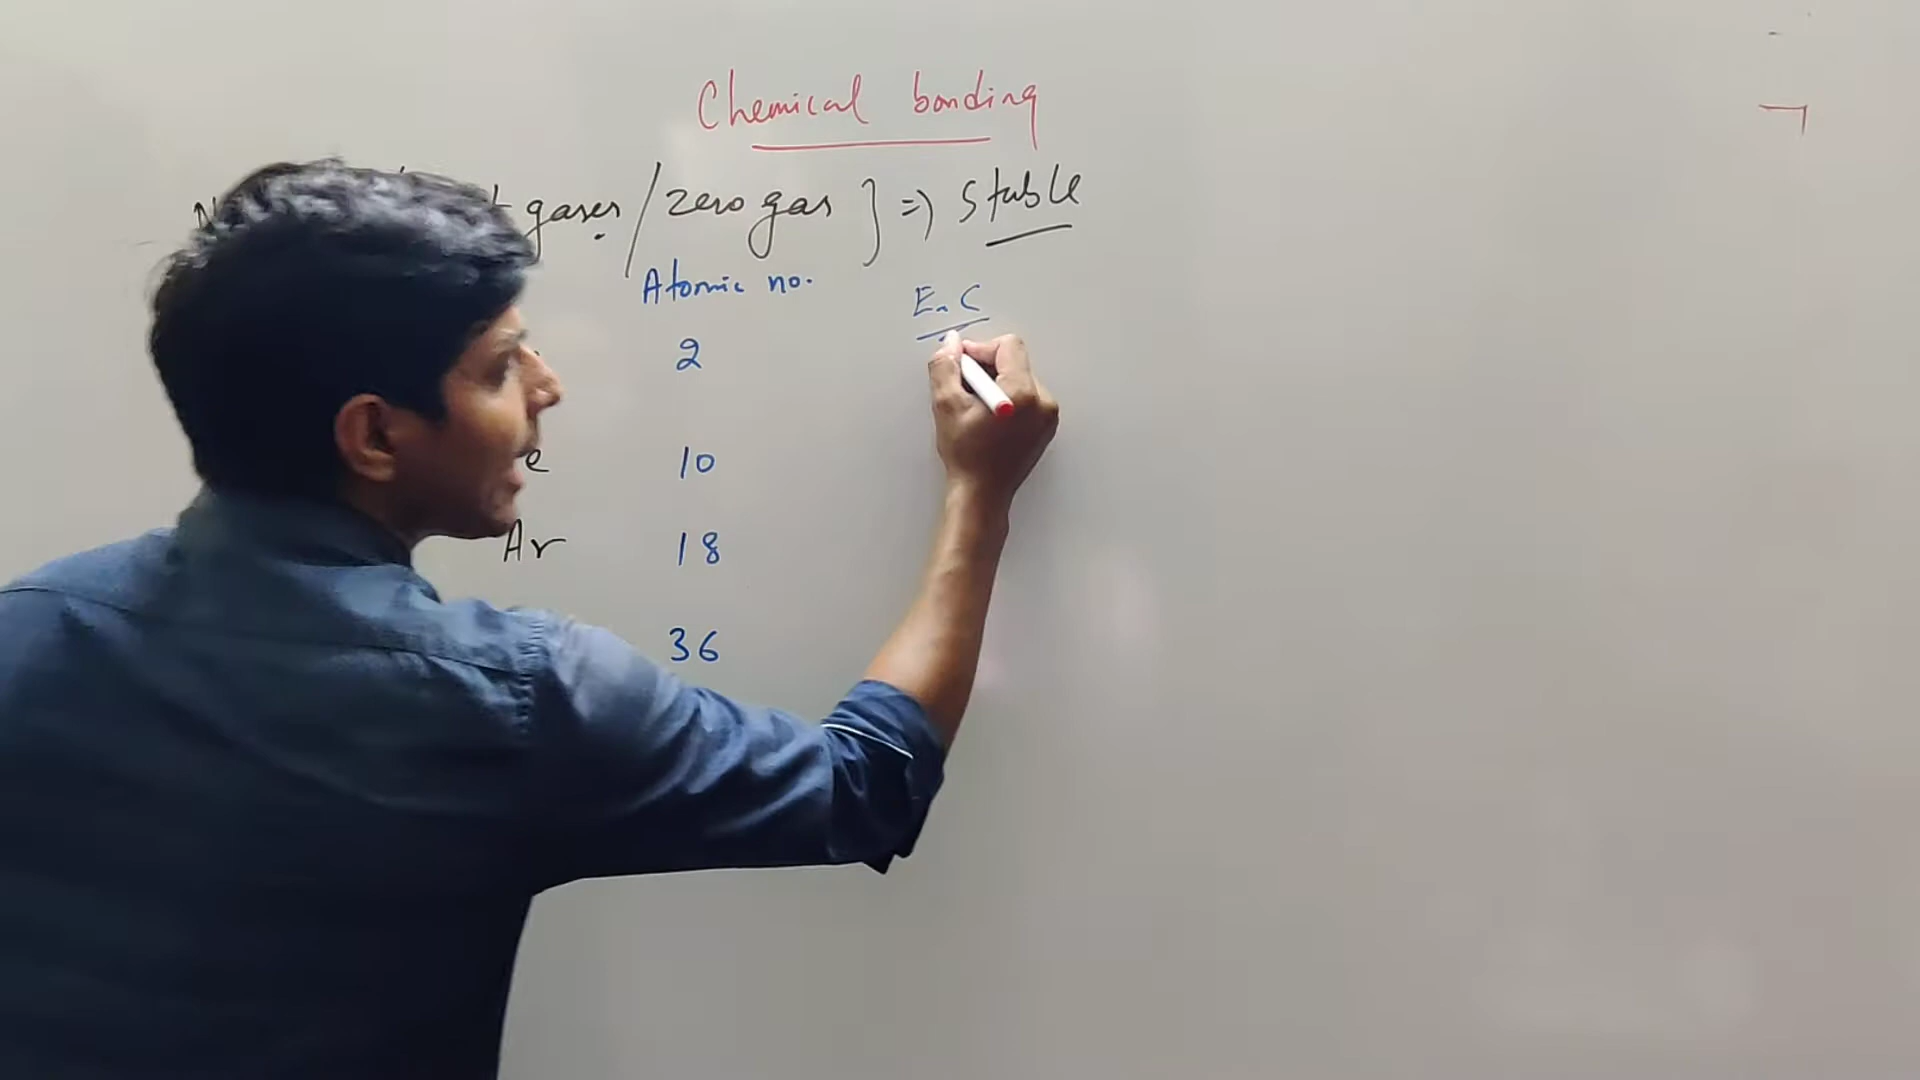 Chemical bonding
gases / zero gas } => Stable
Atomic no. E.C
2
e 10
Ar 18
36